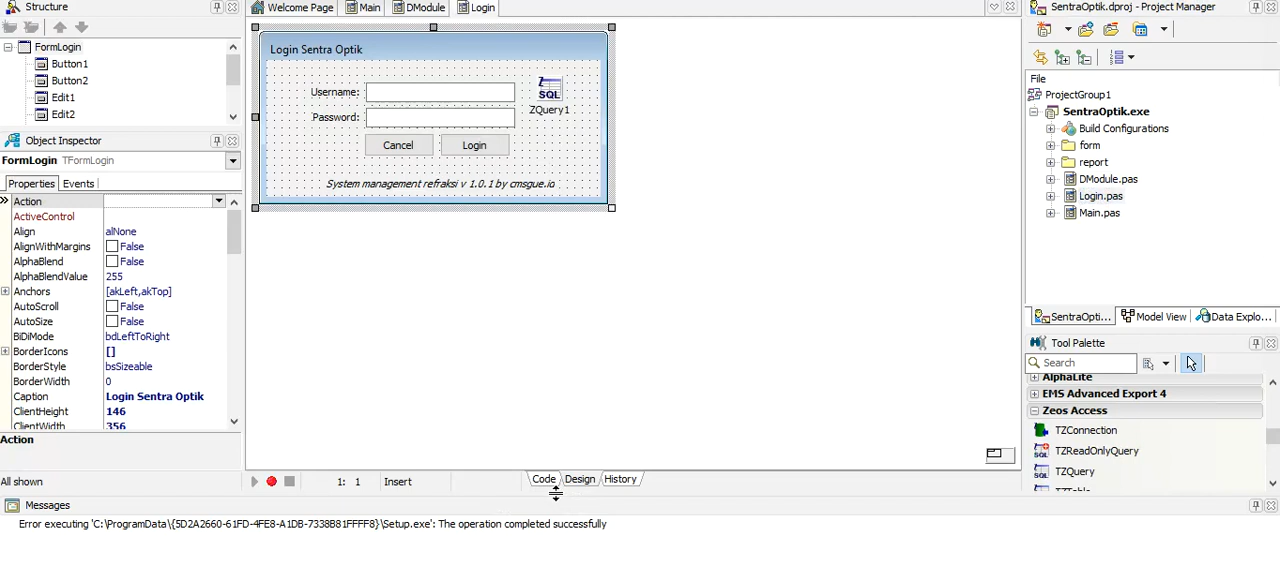 Structure
FormLogin
Button1
Button2
Edit1
Edit2
Object Inspector
FormLogin TFormLogin
Properties Events
Action
ActiveControl
Align alNone
AlignWithMargins False
AlphaBlend False
AlphaBlendValue 255
Anchors [akLeft,akTop]
AutoScroll False
AutoSize False
BiDiMode bdLeftToRight
BorderIcons []
BorderStyle bsSizeable
BorderWidth 0
Caption Login Sentra Optik
ClientHeight 146
ClientWidth 356
Action
All shown
Welcome Page Main DModule Login
Login Sentra Optik
Username:
Password:
SQL
ZQuery1
Cancel Login
System management refraksi v 1.0.1 by cmsgue.io
1: 1 Insert
Code Design History
SentraOptik.dproj - Project Manager
File
ProjectGroup1
SentraOptik.exe
Build Configurations
form
report
DModule.pas
Login.pas
Main.pas
SentraOpti... Model View Data Explo...
Tool Palette
Search
AlphaLite
EMS Advanced Export 4
Zeos Access
TZConnection
TZReadOnlyQuery
TZQuery
Messages
Error executing 'C:\ProgramData\{5D2A2660-61FD-4FE8-A1DB-7338B81FFFF8}\Setup.exe': The operation completed successfully